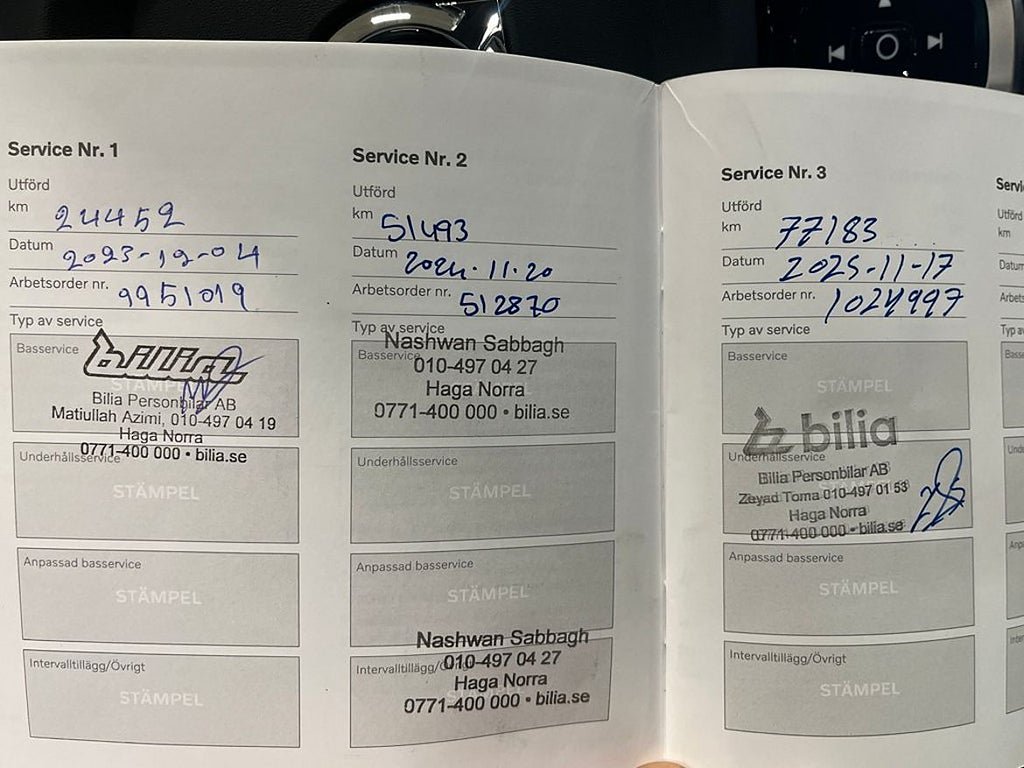 Service Nr. 1
Utförd
km 24452
Datum 2023-12-04
Arbetsorder nr. 9951019
Typ av service
Basservice
STÄMPEL
bilia
Bilia Personbilar AB
Matiullah Azimi, 010-497 04 19
Haga Norra
0771-400 000 • bilia.se
Underhållsservice
STÄMPEL
Anpassad basservice
STÄMPEL
Intervalltillägg/Övrigt
STÄMPEL
Service Nr. 2
Utförd
km 51493
Datum 2024.11.20
Arbetsorder nr. 512870
Typ av service
Basservice
Nashwan Sabbagh
010-497 04 27
Haga Norra
0771-400 000 • bilia.se
Underhållsservice
STÄMPEL
Anpassad basservice
STÄMPEL
Intervalltillägg/Övrigt
Nashwan Sabbagh
010-497 04 27
Haga Norra
0771-400 000 • bilia.se
Service Nr. 3
Utförd
km 77183
Datum 2025-11-17
Arbetsorder nr. 1024997
Typ av service
Basservice
STÄMPEL
bilia
Underhållsservice
Bilia Personbilar AB
Zeyad Toma 010-497 01 53
Haga Norra
0771-400 000 • bilia.se
Anpassad basservice
STÄMPEL
Intervalltillägg/Övrigt
STÄMPEL
Utförd
km